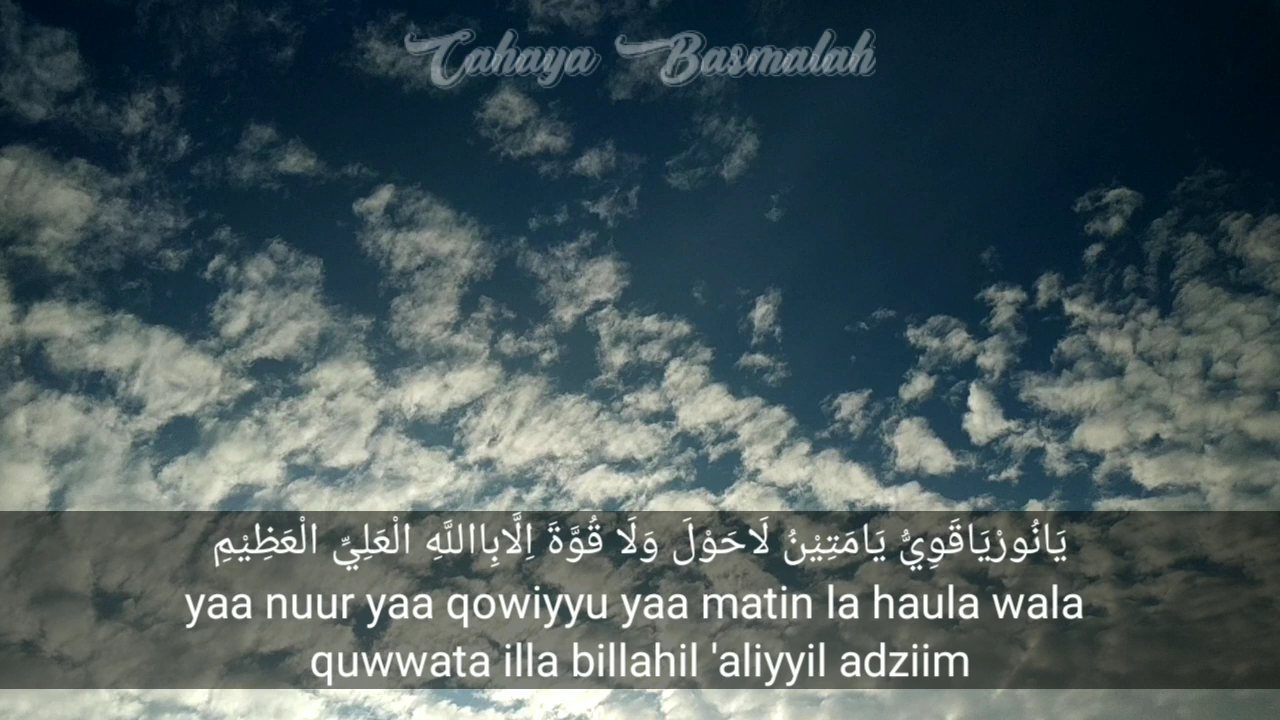 Cahaya Basmalah
يَانُورْيَاقَوِيُّ يَامَتِيْنُ لَاحَوْلَ وَلَا قُوَّةَ اِلَّابِااللَّهِ الْعَلِيِّ الْعَظِيْمِ
yaa nuur yaa qowiyyu yaa matin la haula wala
quwwata illa billahil 'aliyyil adziim